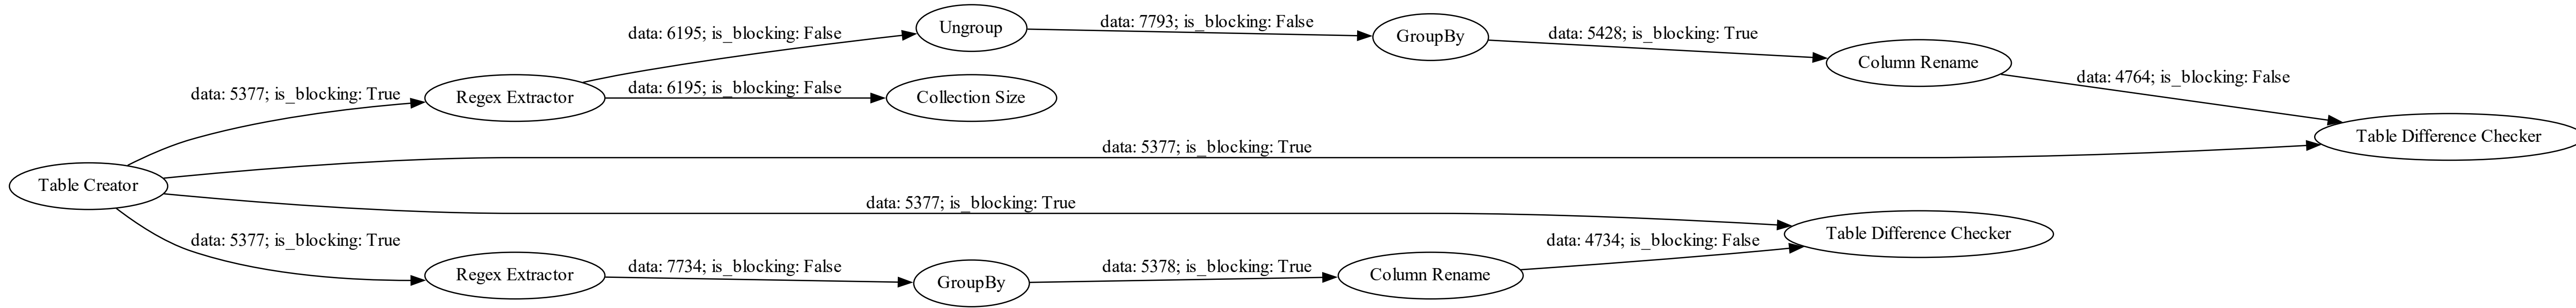 Table Creator
data: 5377; is_blocking: True
Regex Extractor
data: 6195; is_blocking: False
Ungroup
data: 7793; is_blocking: False
GroupBy
data: 5428; is_blocking: True
Column Rename
data: 4764; is_blocking: False
Table Difference Checker
data: 6195; is_blocking: False
Collection Size
data: 5377; is_blocking: True
data: 5377; is_blocking: True
Table Difference Checker
data: 5377; is_blocking: True
Regex Extractor
data: 7734; is_blocking: False
GroupBy
data: 5378; is_blocking: True
Column Rename
data: 4734; is_blocking: False